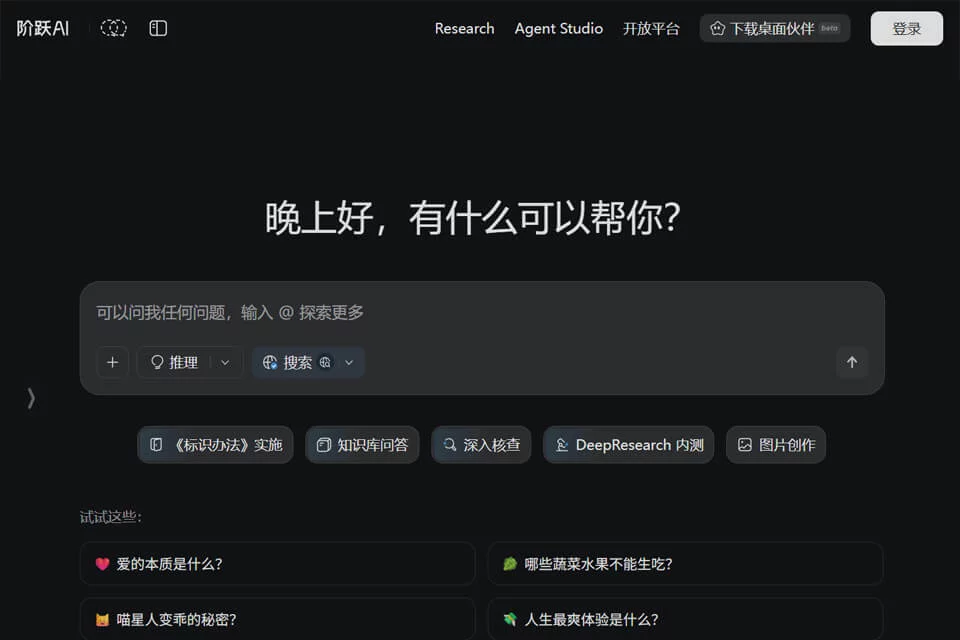 阶跃AI Research Agent Studio 开放平台 下载桌面伙伴 beta 登录
晚上好，有什么可以帮你？
可以问我任何问题，输入 @ 探索更多
推理 搜索
《标识办法》实施 知识库问答 深入核查 DeepResearch 内测 图片创作
试试这些：
爱的本质是什么？ 哪些蔬菜水果不能生吃？
喵星人变乖的秘密？ 人生最爽体验是什么？